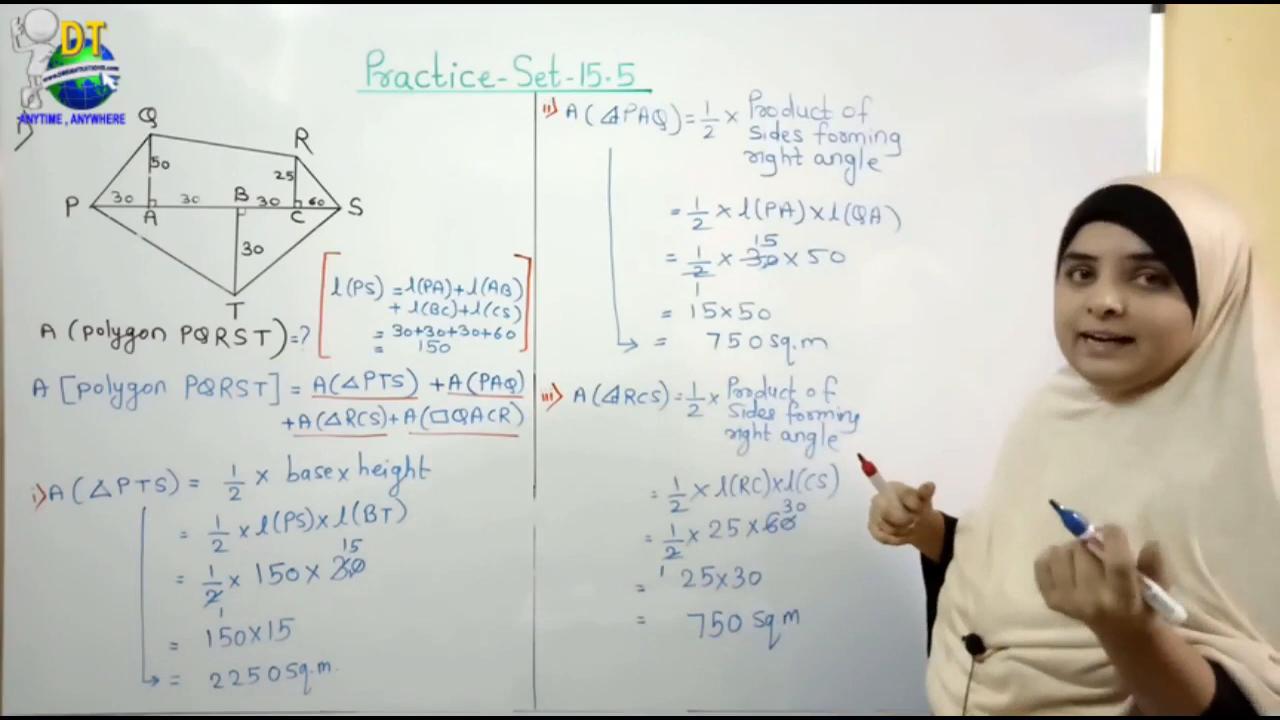 DT
ANYTIME , ANYWHERE
Practice-Set-15.5
Q
R
50
25
P
30
30
B
30
60
S
A
C
30
T
A (polygon PQRST)=?
l(PS) = l(PA)+l(AB)
+ l(BC)+l(CS)
= 30+30+30+60
= 150
A [polygon PQRST] = A(△PTS) +A(PAQ)
+A(△RCS)+A(□QACR)
i) A(△PTS) = 1/2 × base×height
= 1/2 × l(PS)× l(BT)
15
= 1/2 × 150 × 30
1
= 150×15
= 2250 sq.m.
ii) A (△PAQ) = 1/2 × Product of
sides forming
right angle
= 1/2 × l(PA)×l(QA)
15
= 1/2 × 30 × 50
1
= 15×50
= 750 sq.m
iii) A(△RCS)=1/2 × Product of
sides forming
right angle
= 1/2 × l(RC)×l(CS)
30
= 1/2 × 25 × 60
1
= 25×30
= 750 sq m